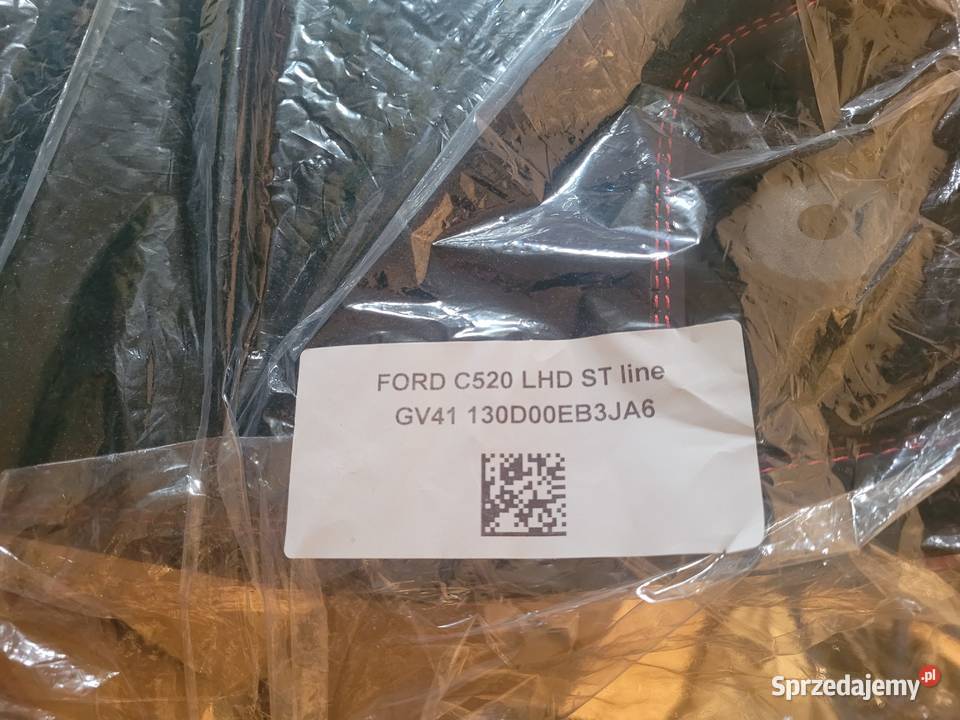 FORD C520 LHD ST line
GV41 130D00EB3JA6
Sprzedajemy.pl